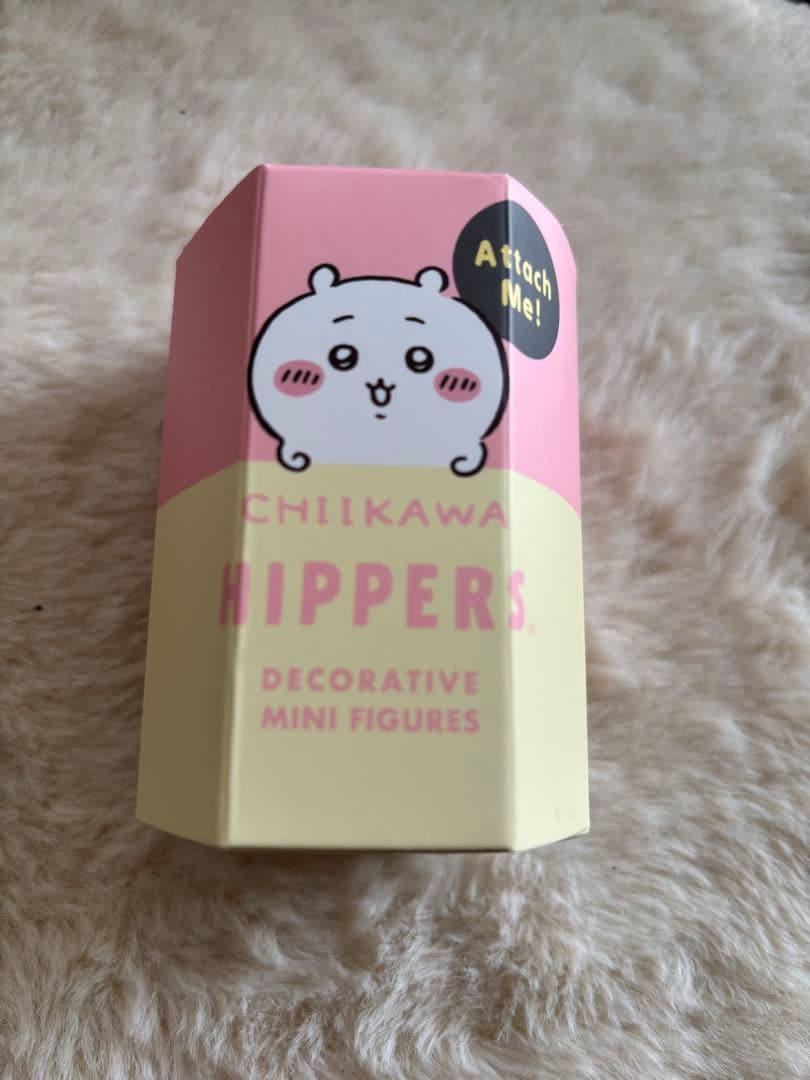 Attach
Me!
CHIIKAWA
HIPPERS
DECORATIVE
MINI FIGURES